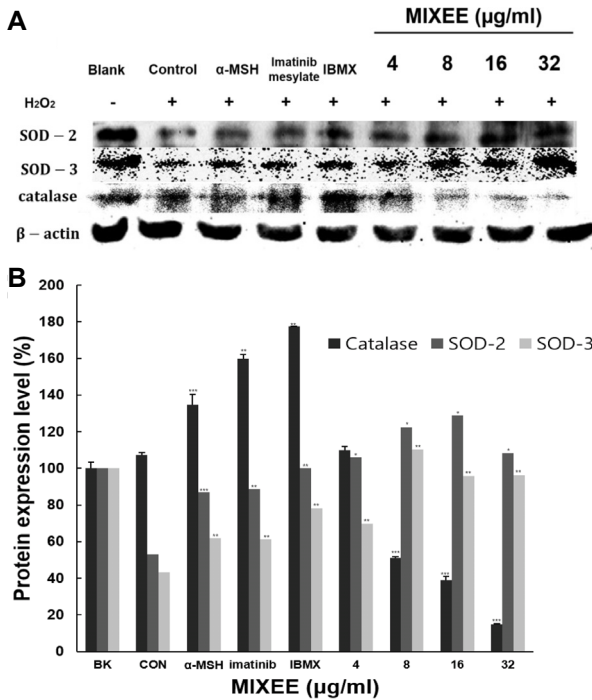 A
MIXEE (µg/ml)
Blank Control α-MSH Imatinib mesylate IBMX 4 8 16 32
H2O2 - + + + + + + + +
SOD – 2
SOD – 3
catalase
β – actin
B
200
180
160
140
120
100
80
60
40
20
0
Protein expression level (%)
Catalase SOD-2 SOD-3
*** ** ** *** ** ** ** ** ** * ** *** * ** *** * ** *** * **
BK CON α-MSH imatinib IBMX 4 8 16 32
MIXEE (µg/ml)